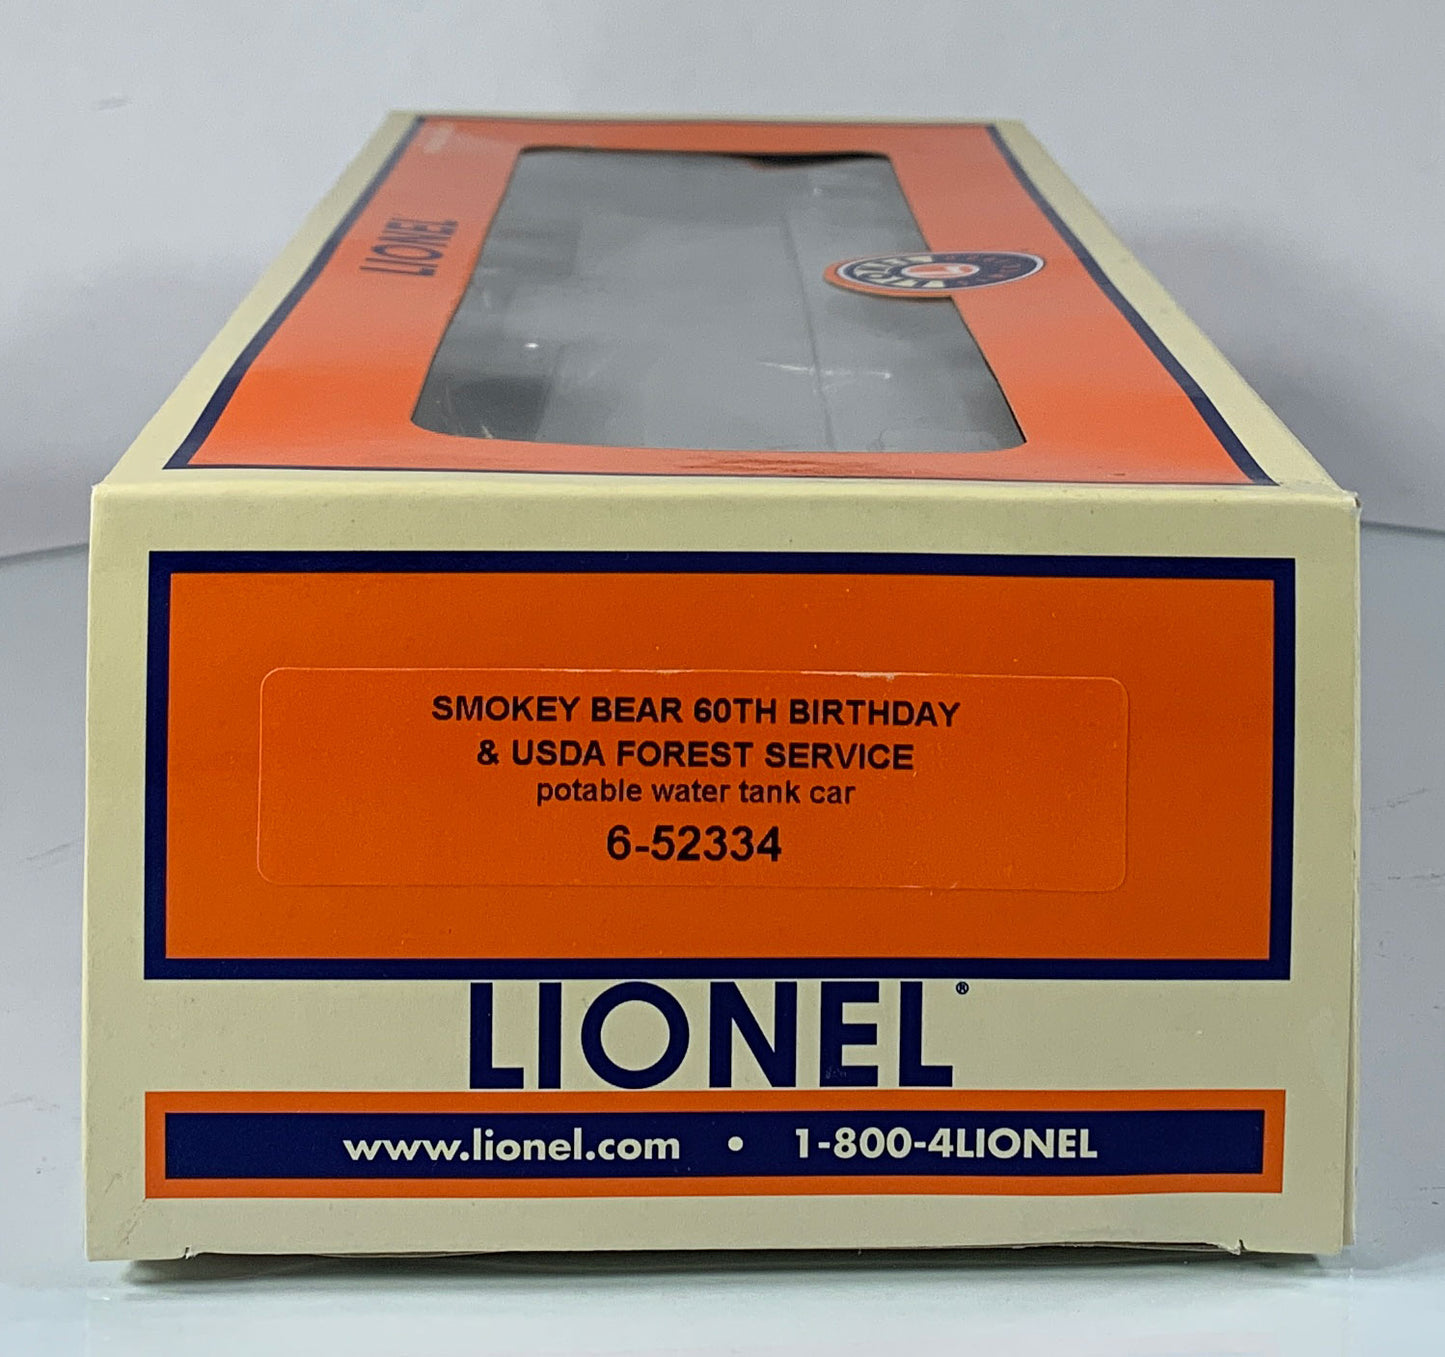 LIONEL
SMOKEY BEAR 60TH BIRTHDAY
& USDA FOREST SERVICE
potable water tank car
6-52334
LIONEL®
www.lionel.com • 1-800-4LIONEL